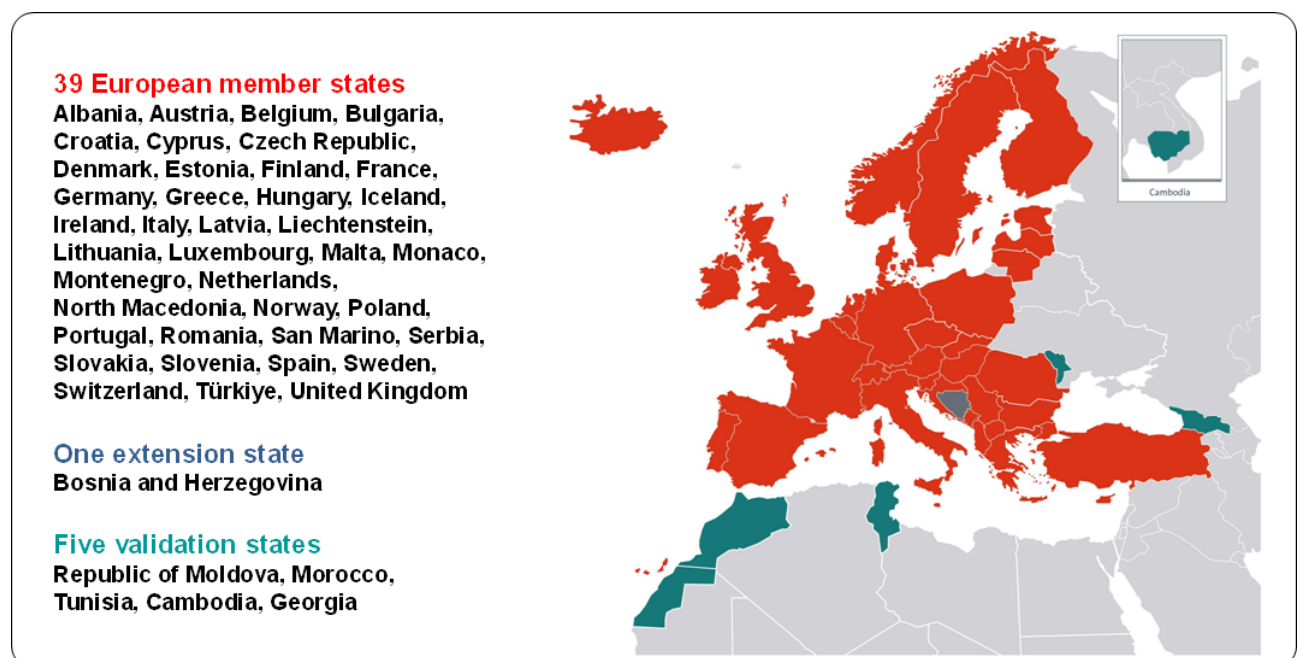 39 European member states
Albania, Austria, Belgium, Bulgaria,
Croatia, Cyprus, Czech Republic,
Denmark, Estonia, Finland, France,
Germany, Greece, Hungary, Iceland,
Ireland, Italy, Latvia, Liechtenstein,
Lithuania, Luxembourg, Malta, Monaco,
Montenegro, Netherlands,
North Macedonia, Norway, Poland,
Portugal, Romania, San Marino, Serbia,
Slovakia, Slovenia, Spain, Sweden,
Switzerland, Türkiye, United Kingdom
One extension state
Bosnia and Herzegovina
Five validation states
Republic of Moldova, Morocco,
Tunisia, Cambodia, Georgia
Cambodia